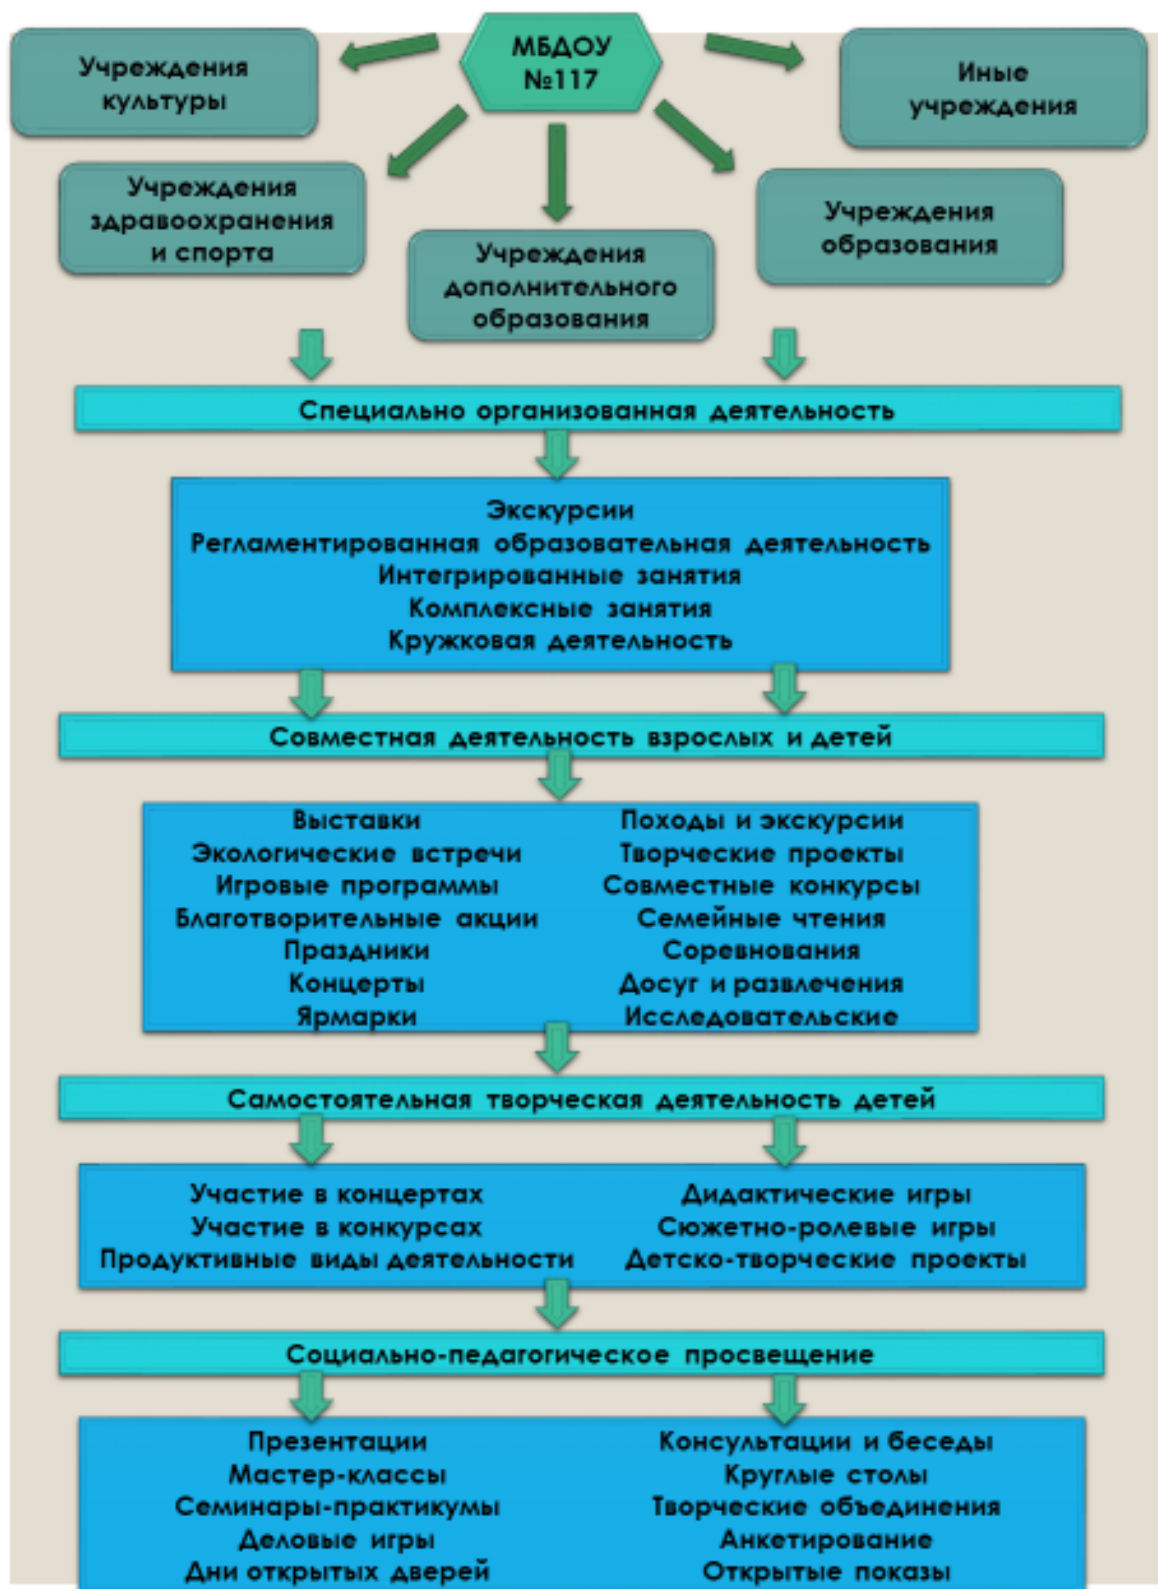 МБДОУ
№117
Учреждения
культуры
Иные
учреждения
Учреждения
здравоохранения
и спорта
Учреждения
дополнительного
образования
Учреждения
образования
Специально организованная деятельность
Экскурсии
Регламентированная образовательная деятельность
Интегрированные занятия
Комплексные занятия
Кружковая деятельность
Совместная деятельность взрослых и детей
Выставки
Экологические встречи
Игровые программы
Благотворительные акции
Праздники
Концерты
Ярмарки
Походы и экскурсии
Творческие проекты
Совместные конкурсы
Семейные чтения
Соревнования
Досуг и развлечения
Исследовательские
Самостоятельная творческая деятельность детей
Участие в концертах
Участие в конкурсах
Продуктивные виды деятельности
Дидактические игры
Сюжетно-ролевые игры
Детско-творческие проекты
Социально-педагогическое просвещение
Презентации
Мастер-классы
Семинары-практикумы
Деловые игры
Дни открытых дверей
Консультации и беседы
Круглые столы
Творческие объединения
Анкетирование
Открытые показы